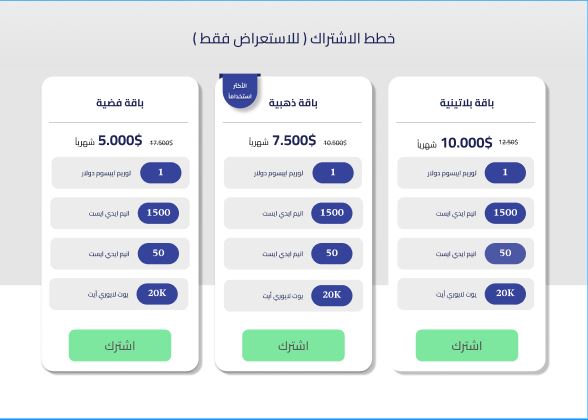 خطط الاشتراك ( للاستعراض فقط )
باقة بلاتينية
10.000$ شهرياً 12.50$
1 لوريم ايبسوم دولار
1500 انيم ايدي ايست
50 انيم ايدي ايست
20K يوت لابوري أيت
اشترك
الأكثر
استخداما
باقة ذهبية
7.500$ شهرياً 10.500$
1 لوريم ايبسوم دولار
1500 انيم ايدي ايست
50 انيم ايدي ايست
20K يوت لابوري أيت
اشترك
باقة فضية
5.000$ شهرياً 17.500$
1 لوريم ايبسوم دولار
1500 انيم ايدي ايست
50 انيم ايدي ايست
20K يوت لابوري أيت
اشترك